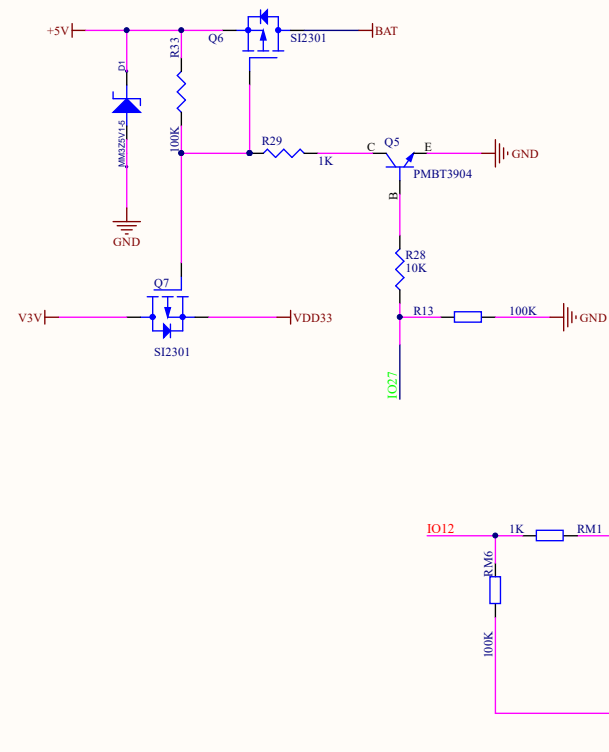 +5V
R33
Q6
SI2301
BAT
D1
MM3Z5V1-5
100K
R29
1K
C
Q5
E
GND
PMBT3904
B
GND
R28
10K
Q7
V3V
VDD33
R13
100K
GND
SI2301
IO27
IO12
1K
RM1
RM6
100K